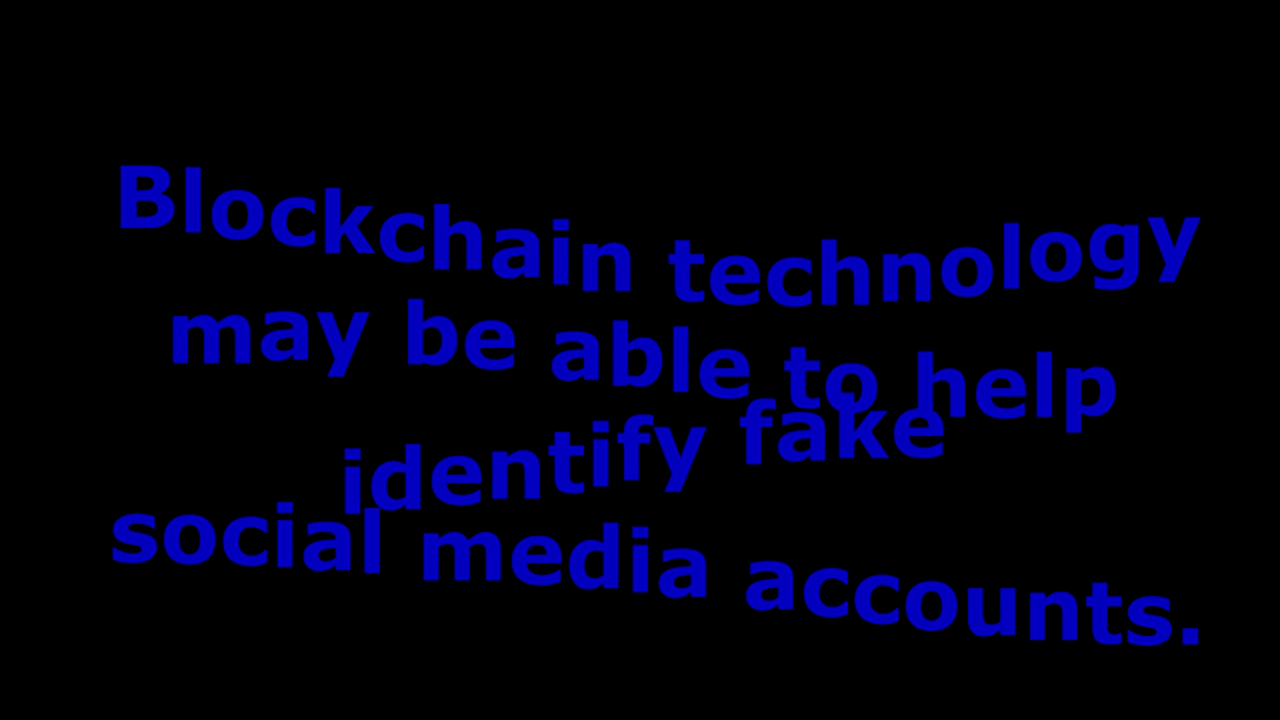 Blockchain technology
may be able to help
identify fake
social media accounts.